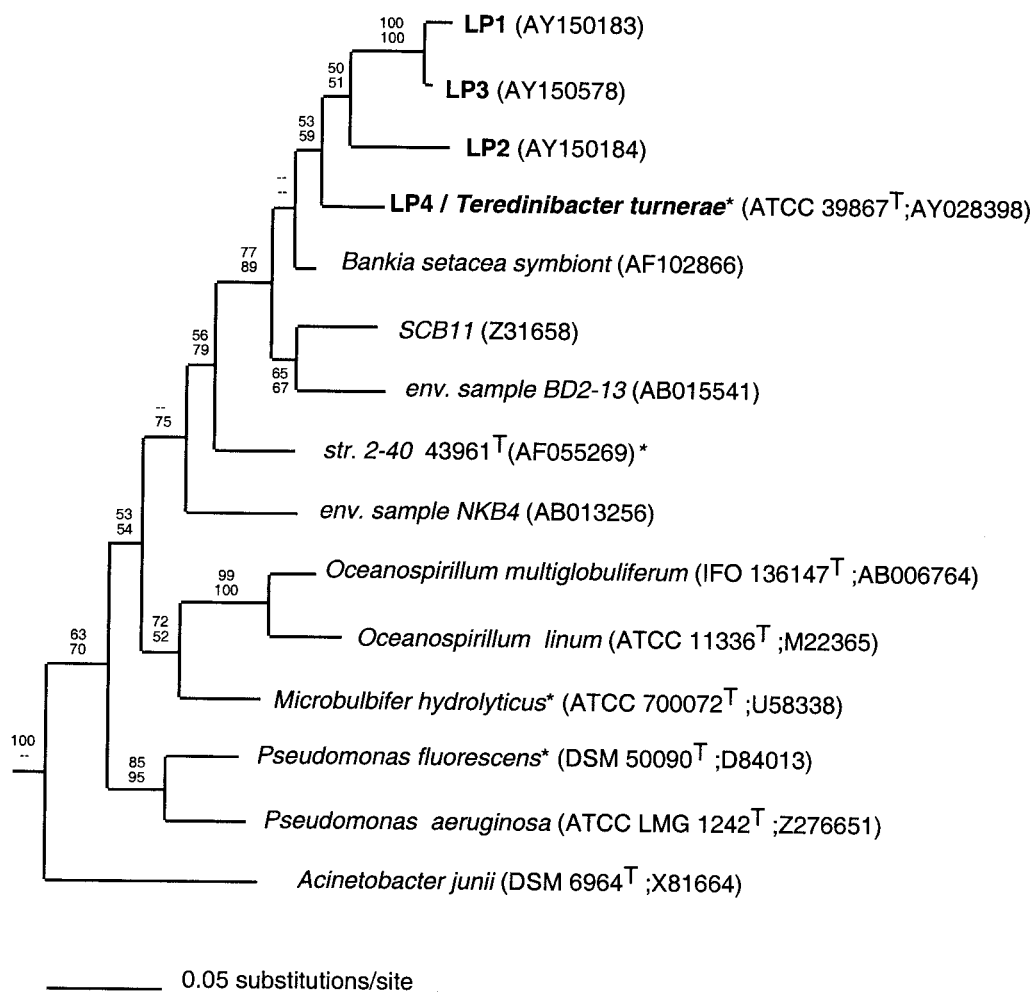 100
100
LP1 (AY150183)
LP3 (AY150578)
50
51
LP2 (AY150184)
53
59
LP4 / Teredinibacter turnerae* (ATCC 39867T;AY028398)
--
--
Bankia setacea symbiont (AF102866)
77
89
SCB11 (Z31658)
65
67
env. sample BD2-13 (AB015541)
56
79
str. 2-40 43961T(AF055269)*
--
75
env. sample NKB4 (AB013256)
53
54
99
100
Oceanospirillum multiglobuliferum (IFO 136147T ;AB006764)
72
52
Oceanospirillum linum (ATCC 11336T ;M22365)
63
70
Microbulbifer hydrolyticus* (ATCC 700072T ;U58338)
100
--
85
95
Pseudomonas fluorescens* (DSM 50090T ;D84013)
Pseudomonas aeruginosa (ATCC LMG 1242T ;Z276651)
Acinetobacter junii (DSM 6964T ;X81664)
0.05 substitutions/site